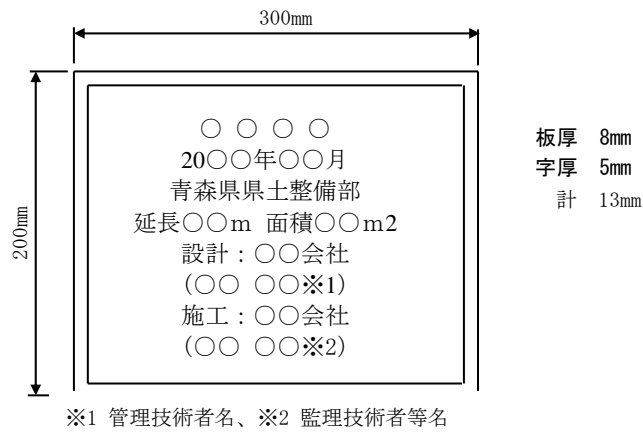 300mm
200mm
○ ○ ○ ○
20○○年○○月
青森県県土整備部
延長○○ｍ 面積○○ｍ2
設計：○○会社
(○○ ○○※1)
施工：○○会社
(○○ ○○※2)
板厚 8mm
字厚 5mm
計 13mm
※1 管理技術者名、※2 監理技術者等名